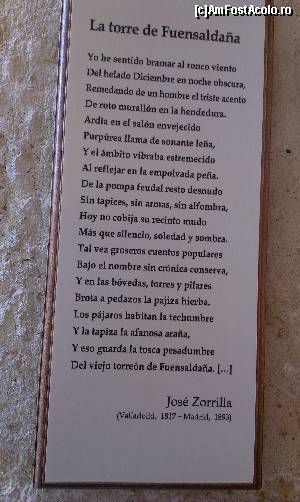 [c]AmFostAcolo.ro
La torre de Fuensaldaña
Yo he sentido bramar al ronco viento
Del helado Diciembre en noche obscura,
Remedando de un hombre el triste acento
De roto murallón en la hendedura.
Ardía en el salón envejecido
Purpúrea llama de sonante leña,
Y el ámbito vibraba estremecido
Al reflejar en la empolvada peña.
De la pompa feudal resto desnudo
Sin tapices, sin armas, sin alfombra,
Hoy no cobija su recinto mudo
Más que silencio, soledad y sombra.
Tal vez groseros cuentos populares
Bajo el nombre sin crónica conserva,
Y en las bóvedas, torres y pilares
Brota a pedazos la pajiza hierba.
Los pájaros habitan la techumbre
Y la tapiza la afanosa araña,
Y eso guarda la tosca pesadumbre
Del viejo torreón de Fuensaldaña. [...]
José Zorrilla
(Valladolid, 1817 - Madrid, 1893)